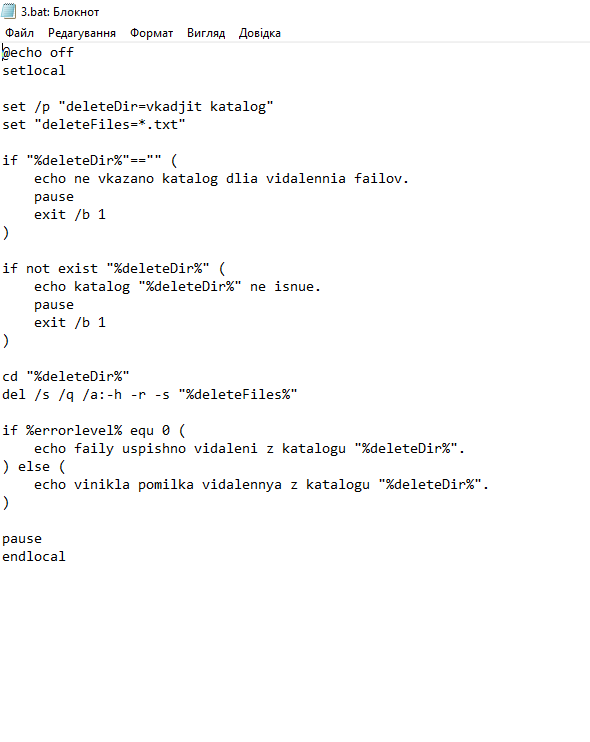 3.bat: Блокнот
Файл Редагування Формат Вигляд Довідка
@echo off
setlocal
set /p "deleteDir=vkadjit katalog"
set "deleteFiles=*.txt"
if "%deleteDir%"=="" (
echo ne vkazano katalog dlia vidalennia failov.
pause
exit /b 1
)
if not exist "%deleteDir%" (
echo katalog "%deleteDir%" ne isnue.
pause
exit /b 1
)
cd "%deleteDir%"
del /s /q /a:-h -r -s "%deleteFiles%"
if %errorlevel% equ 0 (
echo faily uspishno vidaleni z katalogu "%deleteDir%".
) else (
echo vinikla pomilka vidalennya z katalogu "%deleteDir%".
)
pause
endlocal